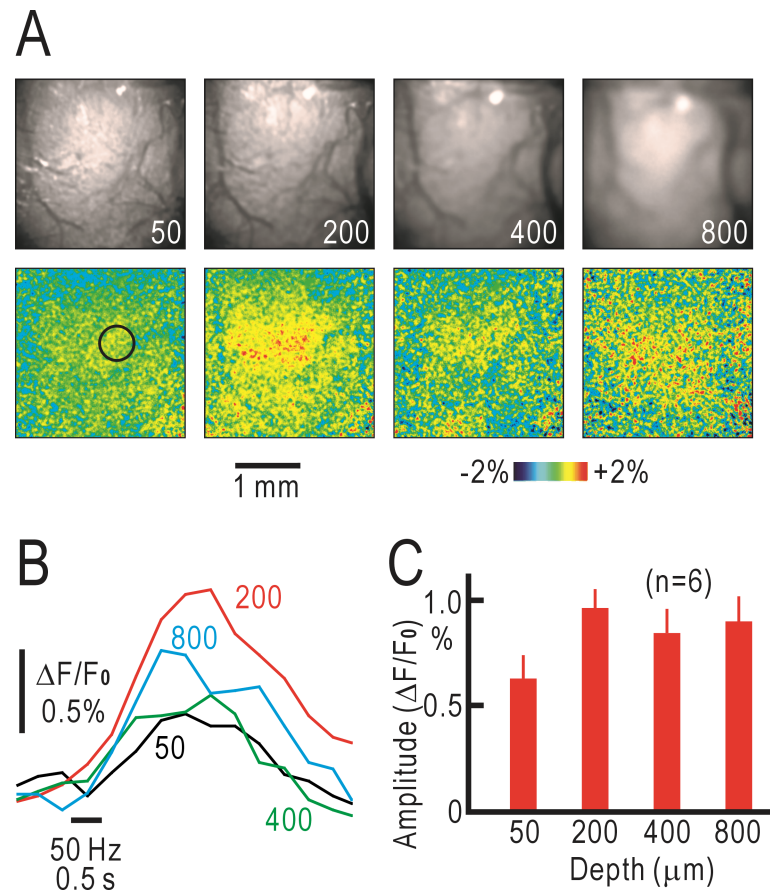 A
50 200 400 800
1 mm
-2% +2%
B
200
800
ΔF/F0
0.5%
50
400
50 Hz
0.5 s
C
(n=6)
Amplitude (ΔF/F0)
1.0
%
0.5
0
50 200 400 800
Depth (μm)